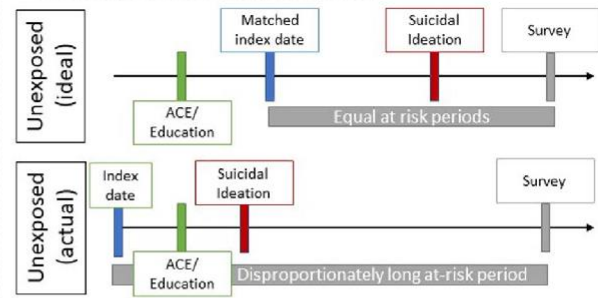 Unexposed
(ideal)
Matched
index date
Suicidal
Ideation
Survey
ACE/
Education
Equal at risk periods
Unexposed
(actual)
Index
date
Suicidal
Ideation
Survey
ACE/
Education
Disproportionately long at-risk period